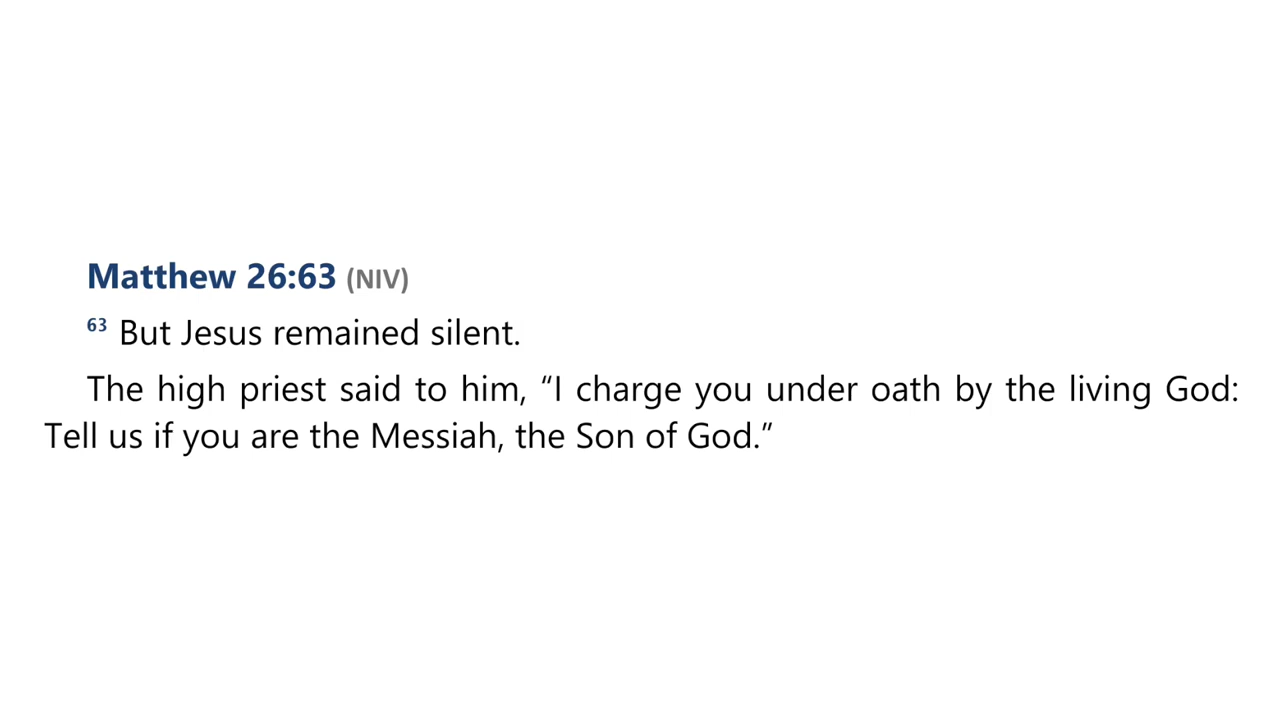 Matthew 26:63 (NIV)
63 But Jesus remained silent.
The high priest said to him, “I charge you under oath by the living God:
Tell us if you are the Messiah, the Son of God.”